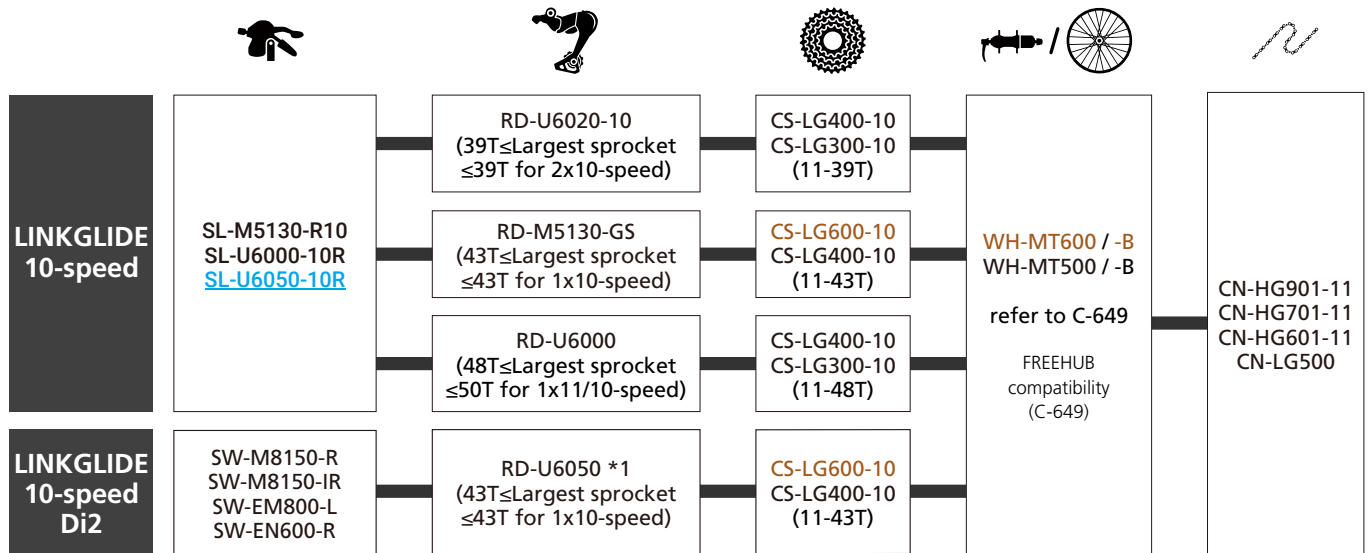 LINKGLIDE
10-speed
SL-M5130-R10
SL-U6000-10R
SL-U6050-10R
RD-U6020-10
(39T≤Largest sprocket
≤39T for 2x10-speed)
CS-LG400-10
CS-LG300-10
(11-39T)
RD-M5130-GS
(43T≤Largest sprocket
≤43T for 1x10-speed)
CS-LG600-10
CS-LG400-10
(11-43T)
RD-U6000
(48T≤Largest sprocket
≤50T for 1x11/10-speed)
CS-LG400-10
CS-LG300-10
(11-48T)
LINKGLIDE
10-speed
Di2
SW-M8150-R
SW-M8150-IR
SW-EM800-L
SW-EN600-R
RD-U6050 *1
(43T≤Largest sprocket
≤43T for 1x10-speed)
CS-LG600-10
CS-LG400-10
(11-43T)
WH-MT600 / -B
WH-MT500 / -B
refer to C-649
FREEHUB
compatibility
(C-649)
CN-HG901-11
CN-HG701-11
CN-HG601-11
CN-LG500